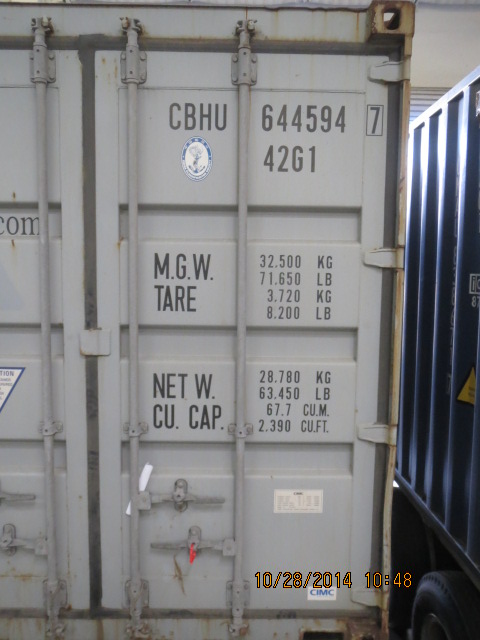 CBHU 644594 7
42G1
com
M.G.W. 32.500 KG
71.650 LB
TARE 3.720 KG
8.200 LB
NET W. 28.780 KG
63.450 LB
CU. CAP. 67.7 CU.M.
2.390 CU.FT.
10/28/2014 10:48
CIMC